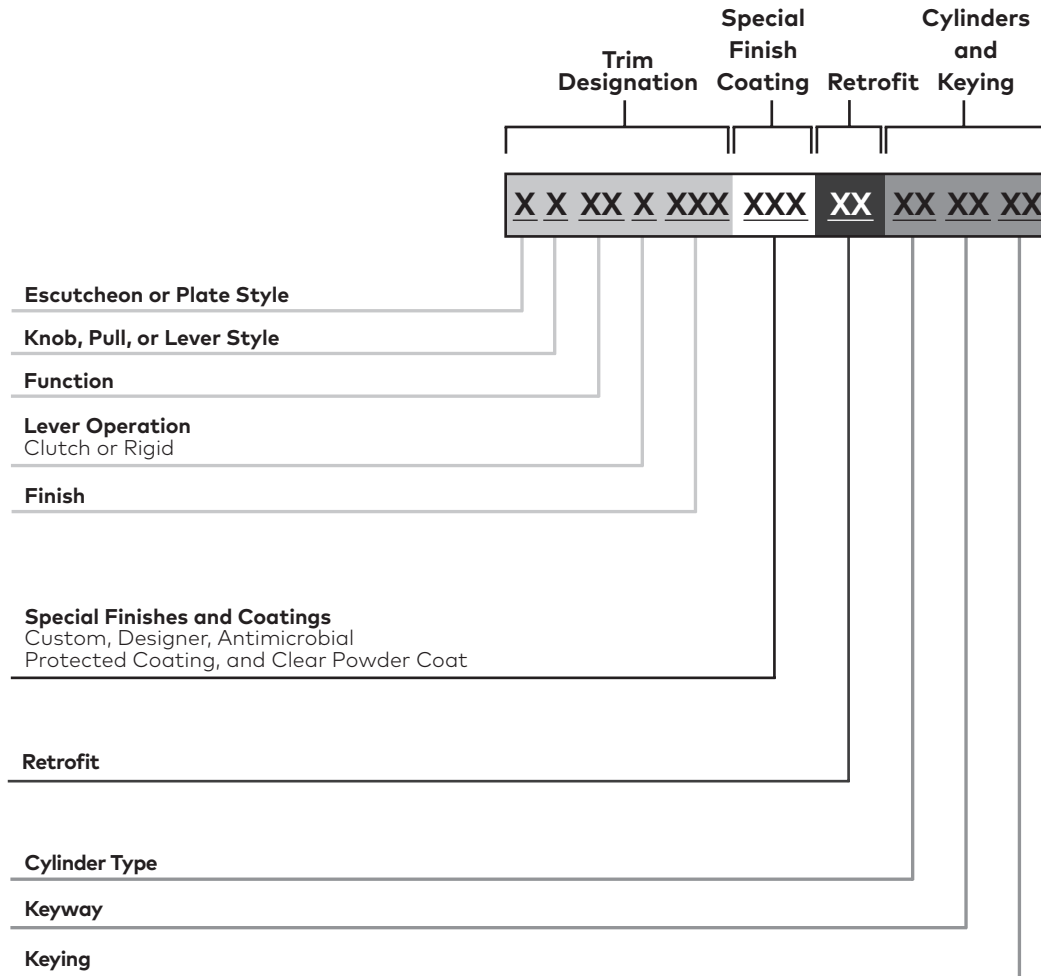 Special
Finish
Coating
Cylinders
and
Keying
Trim
Designation
Retrofit
X X XX X XXX XXX XX XX XX XX
Escutcheon or Plate Style
Knob, Pull, or Lever Style
Function
Lever Operation
Clutch or Rigid
Finish
Special Finishes and Coatings
Custom, Designer, Antimicrobial
Protected Coating, and Clear Powder Coat
Retrofit
Cylinder Type
Keyway
Keying